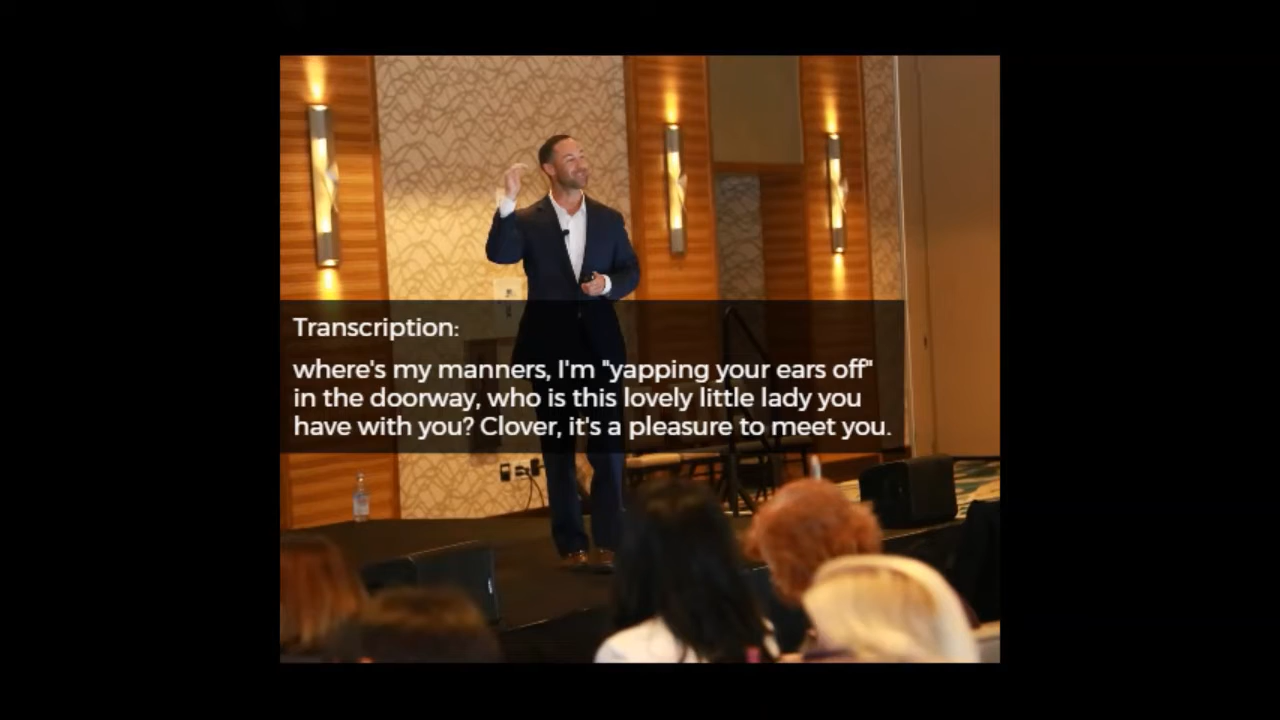 Transcription:
where's my manners, I'm "yapping your ears off"
in the doorway, who is this lovely little lady you
have with you? Clover, it's a pleasure to meet you.